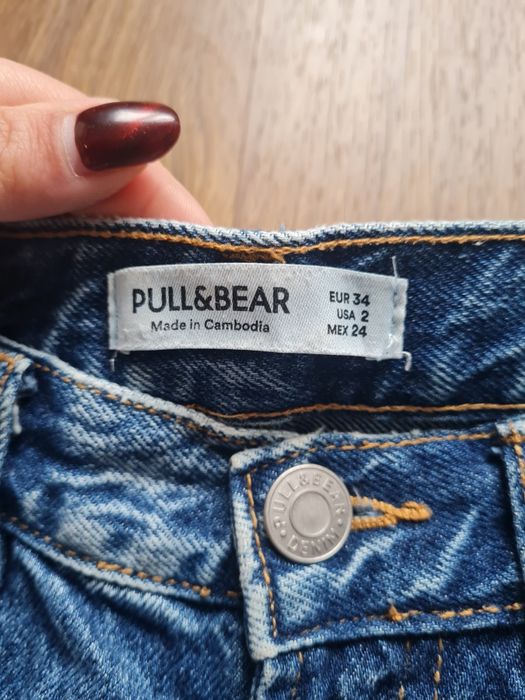 PULL&BEAR
Made in Cambodia
EUR 34
USA 2
MEX 24
PULL&BEAR
DENIM